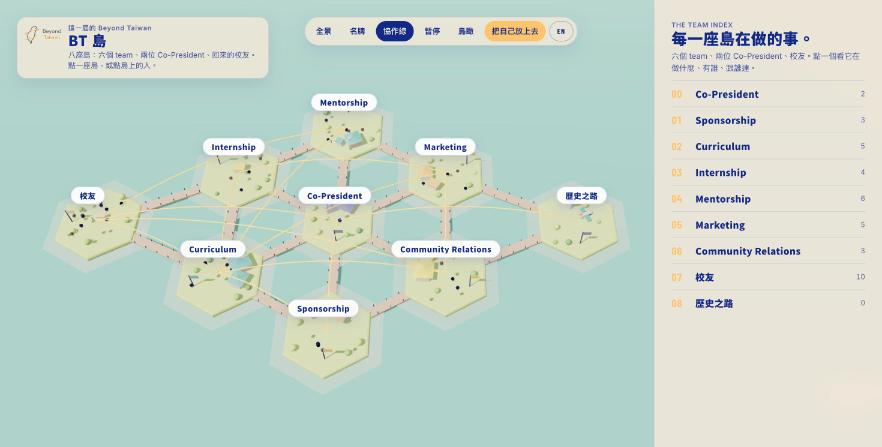 Beyond
Taiwan
這一屆的 Beyond Taiwan
BT 島
八座島：六個 team、兩位 Co-President、回來的校友。
點一座島、或點島上的人。
全景
名牌
協作線
暫停
鳥瞰
把自己放上去
EN
Mentorship
Internship
Marketing
校友
Co-President
歷史之路
Curriculum
Community Relations
Sponsorship
THE TEAM INDEX
每一座島在做的事。
六個 team、兩位 Co-President、校友。點一個看它在
做什麼、有誰、跟誰連。
00 Co-President 2
01 Sponsorship 3
02 Curriculum 5
03 Internship 4
04 Mentorship 6
05 Marketing 5
06 Community Relations 3
07 校友 10
08 歷史之路 0